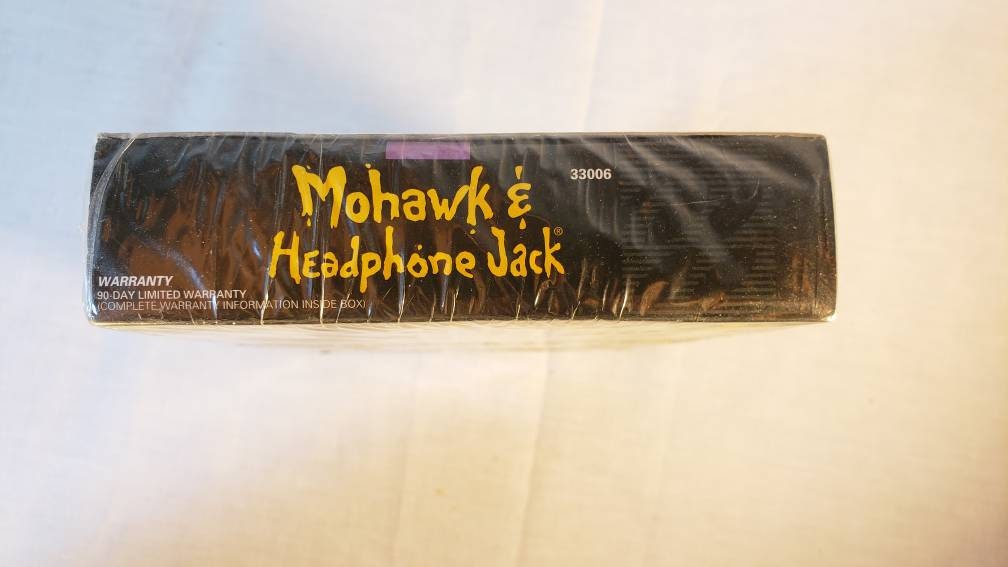 Mohawk &
33006
Headphone Jack®
WARRANTY
90-DAY LIMITED WARRANTY
(COMPLETE WARRANTY INFORMATION INSIDE BOX)